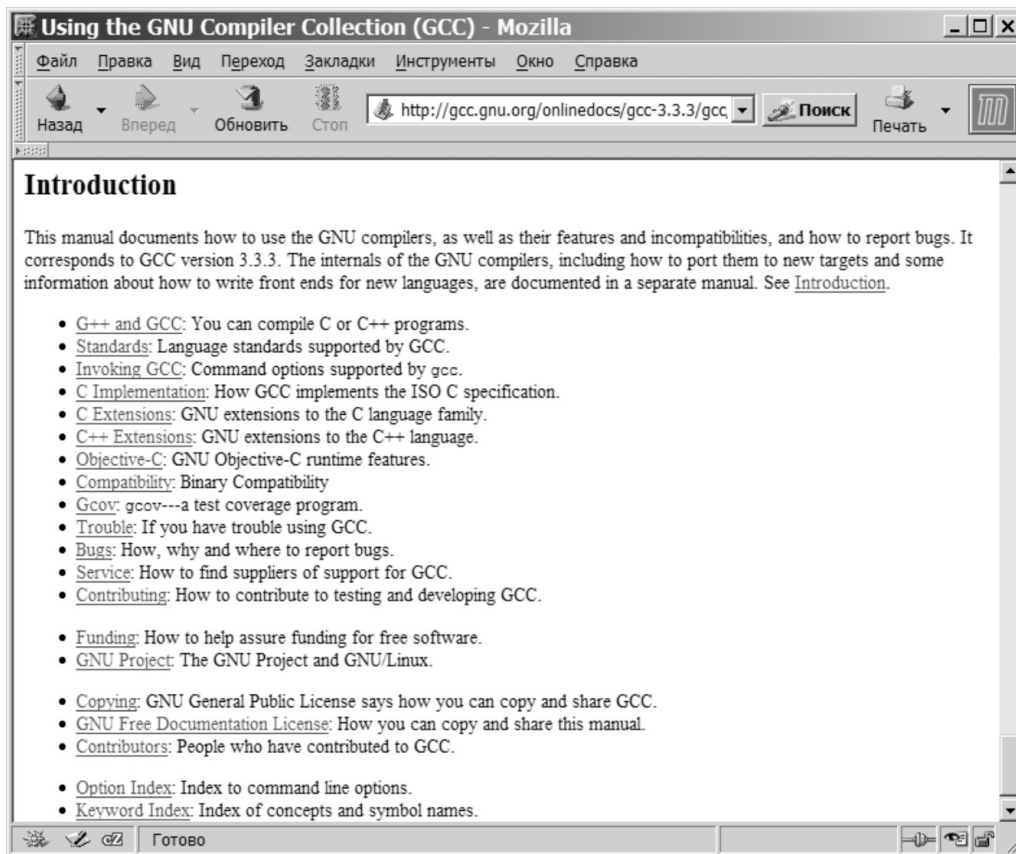 Using the GNU Compiler Collection (GCC) - Mozilla
Файл Правка Вид Переход Закладки Инструменты Окно Справка
http://gcc.gnu.org/onlinedocs/gcc-3.3.3/gcc, Поиск
Назад Вперед Обновить Стоп Печать
Introduction
This manual documents how to use the GNU compilers, as well as their features and incompatibilities, and how to report bugs. It
corresponds to GCC version 3.3.3. The internals of the GNU compilers, including how to port them to new targets and some
information about how to write front ends for new languages, are documented in a separate manual. See Introduction.
• G++ and GCC: You can compile C or C++ programs.
• Standards: Language standards supported by GCC.
• Invoking GCC: Command options supported by gcc.
• C Implementation: How GCC implements the ISO C specification.
• C Extensions: GNU extensions to the C language family.
• C++ Extensions: GNU extensions to the C++ language.
• Objective-C: GNU Objective-C runtime features.
• Compatibility: Binary Compatibility
• Gcov: gcov---a test coverage program.
• Trouble: If you have trouble using GCC.
• Bugs: How, why and where to report bugs.
• Service: How to find suppliers of support for GCC.
• Contributing: How to contribute to testing and developing GCC.
• Funding: How to help assure funding for free software.
• GNU Project: The GNU Project and GNU/Linux.
• Copying: GNU General Public License says how you can copy and share GCC.
• GNU Free Documentation License: How you can copy and share this manual.
• Contributors: People who have contributed to GCC.
• Option Index: Index to command line options.
• Keyword Index: Index of concepts and symbol names.
Готово